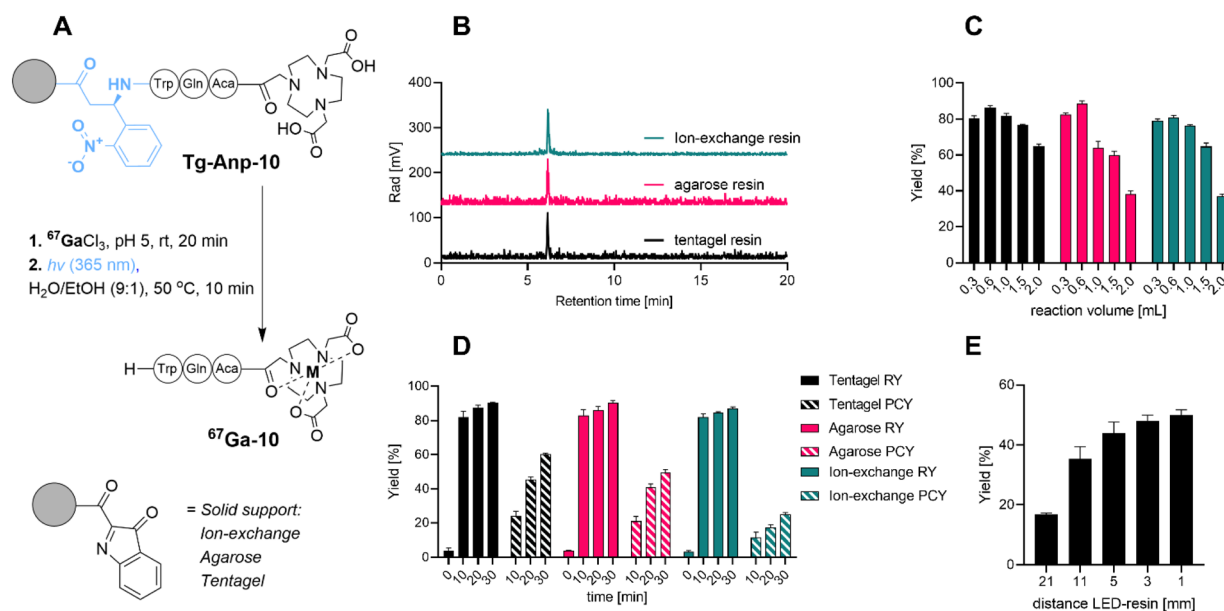 A
O
HN
Trp Gln Aca
O
N
N
N
N
O
OH
HO
O
O
N+
O-
Tg-Anp-10
1. ⁶⁷GaCl₃, pH 5, rt, 20 min
2. hv (365 nm),
H₂O/EtOH (9:1), 50 ºC, 10 min
H
Trp Gln Aca
O
N
N
N
N
M
O
O
O
O
⁶⁷Ga-10
O
O
N
= Solid support:
Ion-exchange
Agarose
Tentagel
B
Rad [mV]
400
300
200
100
0
Ion-exchange resin
agarose resin
tentagel resin
0 5 10 15 20
Retention time [min]
C
Yield [%]
100
80
60
40
20
0
0.3 0.6 1.0 1.5 2.0 0.3 0.6 1.0 1.5 2.0 0.3 0.6 1.0 1.5 2.0
reaction volume [mL]
D
Yield [%]
100
80
60
40
20
0
0 10 20 30 10 20 30 0 10 20 30 10 20 30 0 10 20 30 10 20 30
time [min]
Tentagel RY
Tentagel PCY
Agarose RY
Agarose PCY
Ion-exchange RY
Ion-exchange PCY
E
Yield [%]
60
40
20
0
21 11 5 3 1
distance LED-resin [mm]